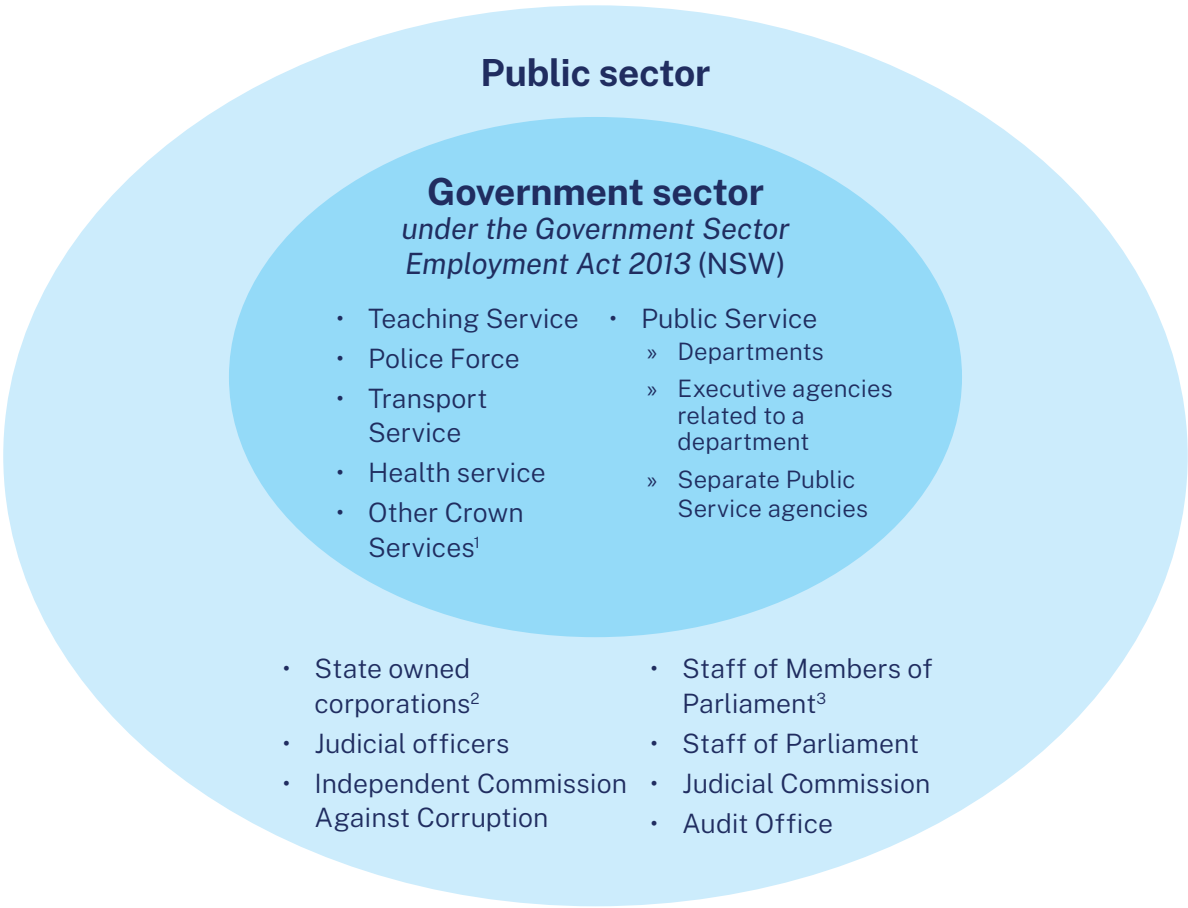 Public sector
Government sector
under the Government Sector
Employment Act 2013 (NSW)
• Teaching Service
• Police Force
• Transport
Service
• Health service
• Other Crown
Services¹
• Public Service
» Departments
» Executive agencies
related to a
department
» Separate Public
Service agencies
• State owned
corporations²
• Judicial officers
• Independent Commission
Against Corruption
• Staff of Members of
Parliament³
• Staff of Parliament
• Judicial Commission
• Audit Office